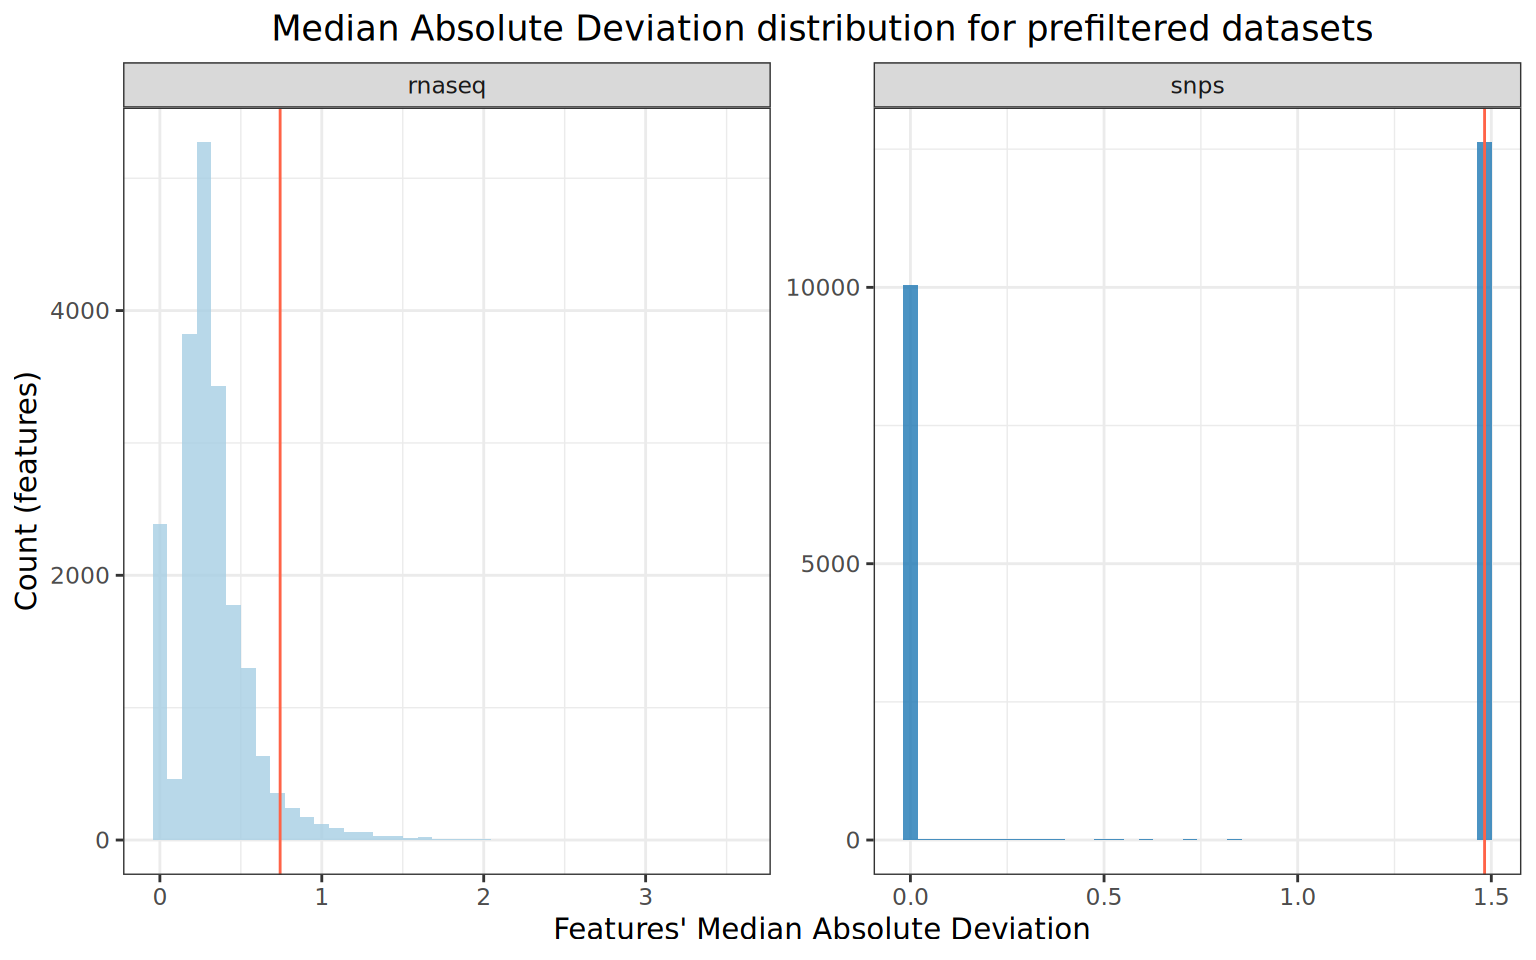 Median Absolute Deviation distribution for prefiltered datasets
rnaseq
snps
Count (features)
4000
2000
0
10000
5000
0
0 1 2 3
0.0 0.5 1.0 1.5
Features' Median Absolute Deviation